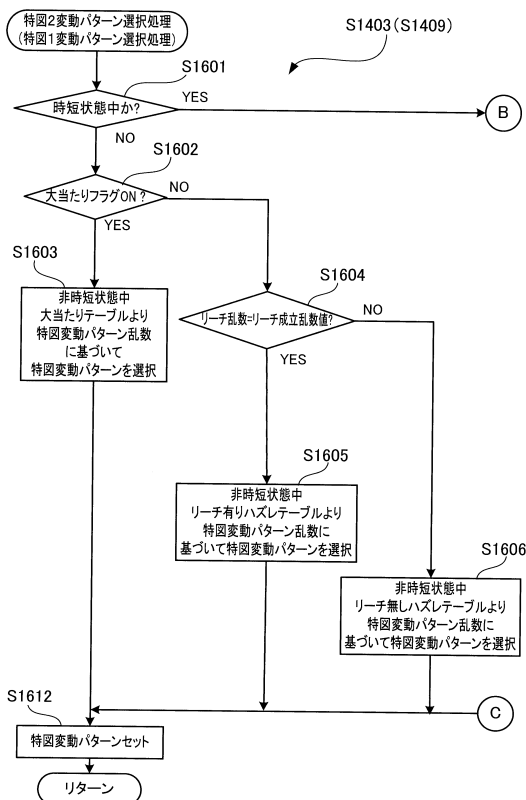 特図2変動パターン選択処理
(特図1変動パターン選択処理)
S1403(S1409)
S1601
時短状態中か?
YES
B
NO
S1602
大当たりフラグON?
NO
YES
S1603
非時短状態中
大当たりテーブルより
特図変動パターン乱数
に基づいて
特図変動パターンを選択
S1604
リーチ乱数=リーチ成立乱数値?
NO
YES
S1605
非時短状態中
リーチ有りハズレテーブルより
特図変動パターン乱数に
基づいて特図変動パターンを選択
S1606
非時短状態中
リーチ無しハズレテーブルより
特図変動パターン乱数に
基づいて特図変動パターンを選択
C
S1612
特図変動パターンセット
リターン